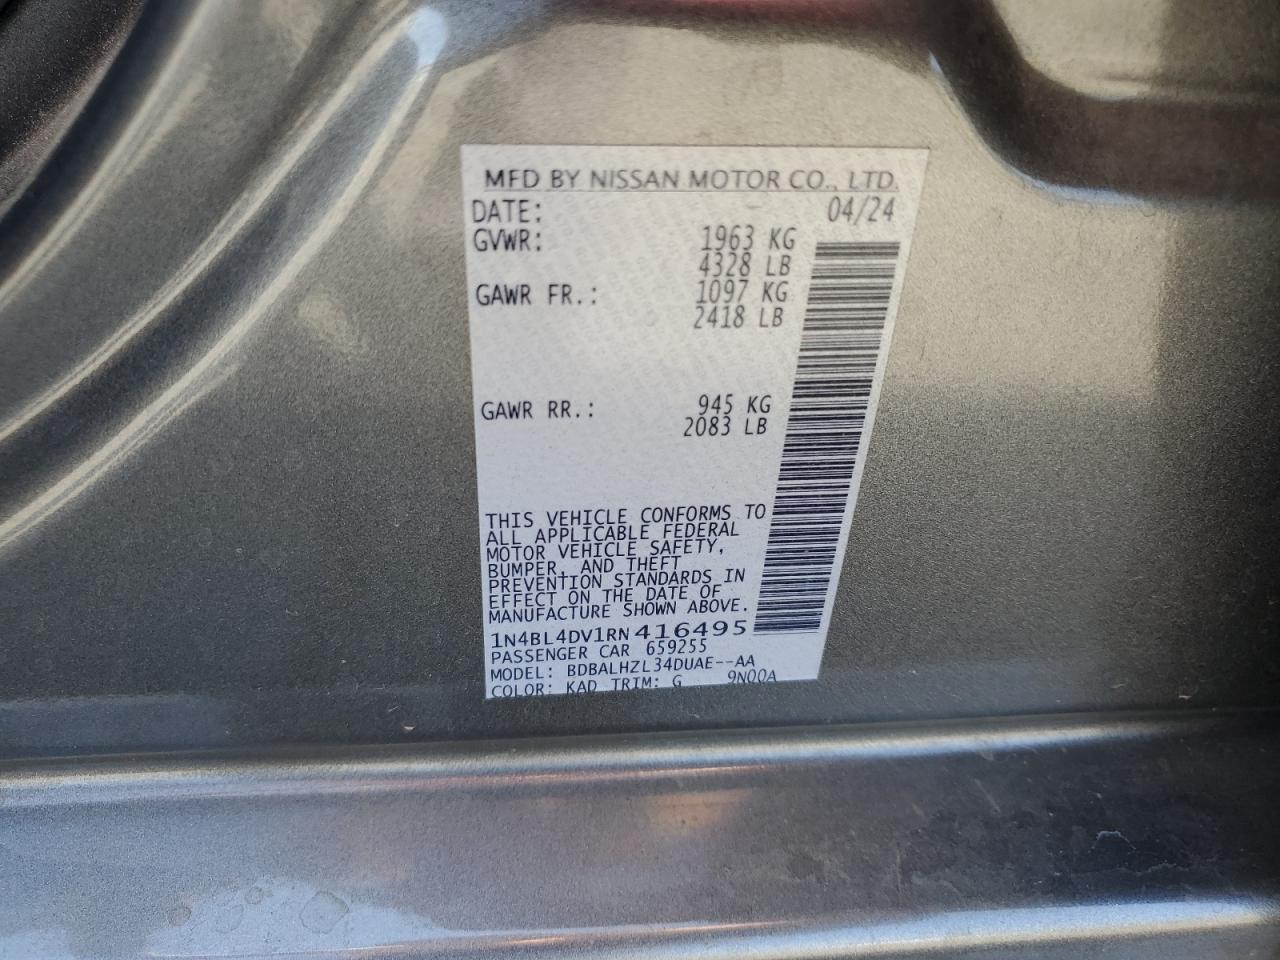 MFD BY NISSAN MOTOR CO., LTD.
DATE: 04/24
GVWR: 1963 KG
4328 LB
GAWR FR.: 1097 KG
2418 LB
GAWR RR.: 945 KG
2083 LB
THIS VEHICLE CONFORMS TO
ALL APPLICABLE FEDERAL
MOTOR VEHICLE SAFETY,
BUMPER, AND THEFT
PREVENTION STANDARDS IN
EFFECT ON THE DATE OF
MANUFACTURE SHOWN ABOVE.
1N4BL4DV1RN416495
PASSENGER CAR 659255
MODEL: BDBALHZL34DUAE--AA
COLOR: KAD TRIM: G 9N00A